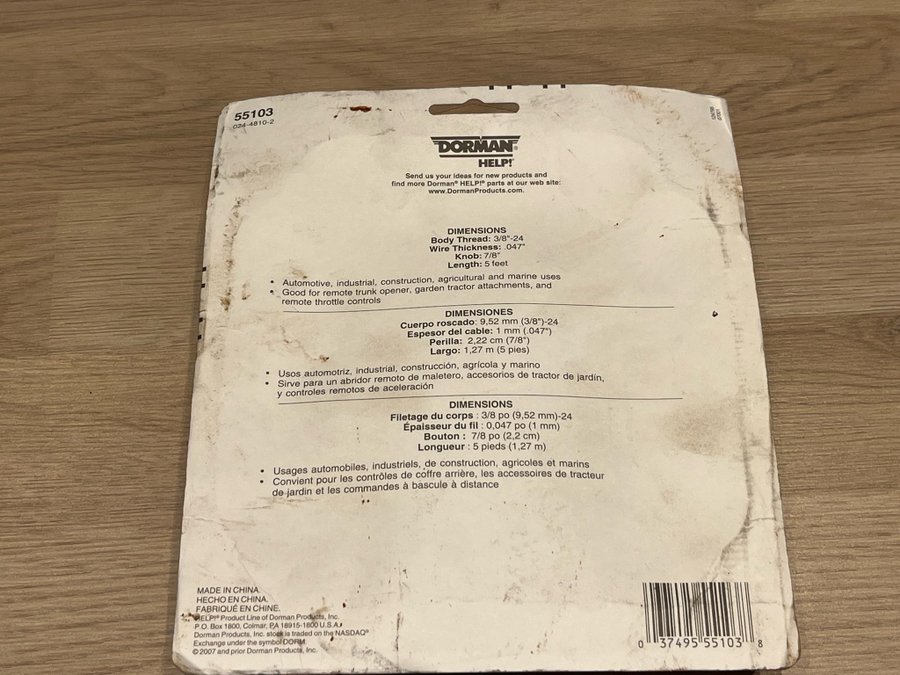 55103
024-4810-2
DORMAN®
HELP!®
Send us your ideas for new products and
find more Dorman® HELP!® parts at our web site:
www.DormanProducts.com.
DIMENSIONS
Body Thread: 3/8"-24
Wire Thickness: .047"
Knob: 7/8"
Length: 5 feet
• Automotive, industrial, construction, agricultural and marine uses
• Good for remote trunk opener, garden tractor attachments, and
remote throttle controls
DIMENSIONES
Cuerpo roscado: 9,52 mm (3/8")-24
Espesor del cable: 1 mm (.047")
Perilla: 2,22 cm (7/8")
Largo: 1,27 m (5 pies)
• Usos automotriz, industrial, construcción, agrícola y marino
• Sirve para un abridor remoto de maletero, accesorios de tractor de jardín,
y controles remotos de aceleración
DIMENSIONS
Filetage du corps : 3/8 po (9,52 mm)-24
Épaisseur du fil : 0,047 po (1 mm)
Bouton : 7/8 po (2,2 cm)
Longueur : 5 pieds (1,27 m)
• Usages automobiles, industriels, de construction, agricoles et marins
• Convient pour les contrôles de coffre arrière, les accessoires de tracteur
de jardin et les commandes à bascule à distance
MADE IN CHINA.
HECHO EN CHINA.
FABRIQUÉ EN CHINE.
HELP!® Product Line of Dorman Products, Inc.
P.O. Box 1800, Colmar, PA 18915-1800 U.S.A.
Dorman Products, Inc. stock is traded on the NASDAQ®
Exchange under the symbol DORM.
© 2007 and prior Dorman Products, Inc.
0 37495 55103 8